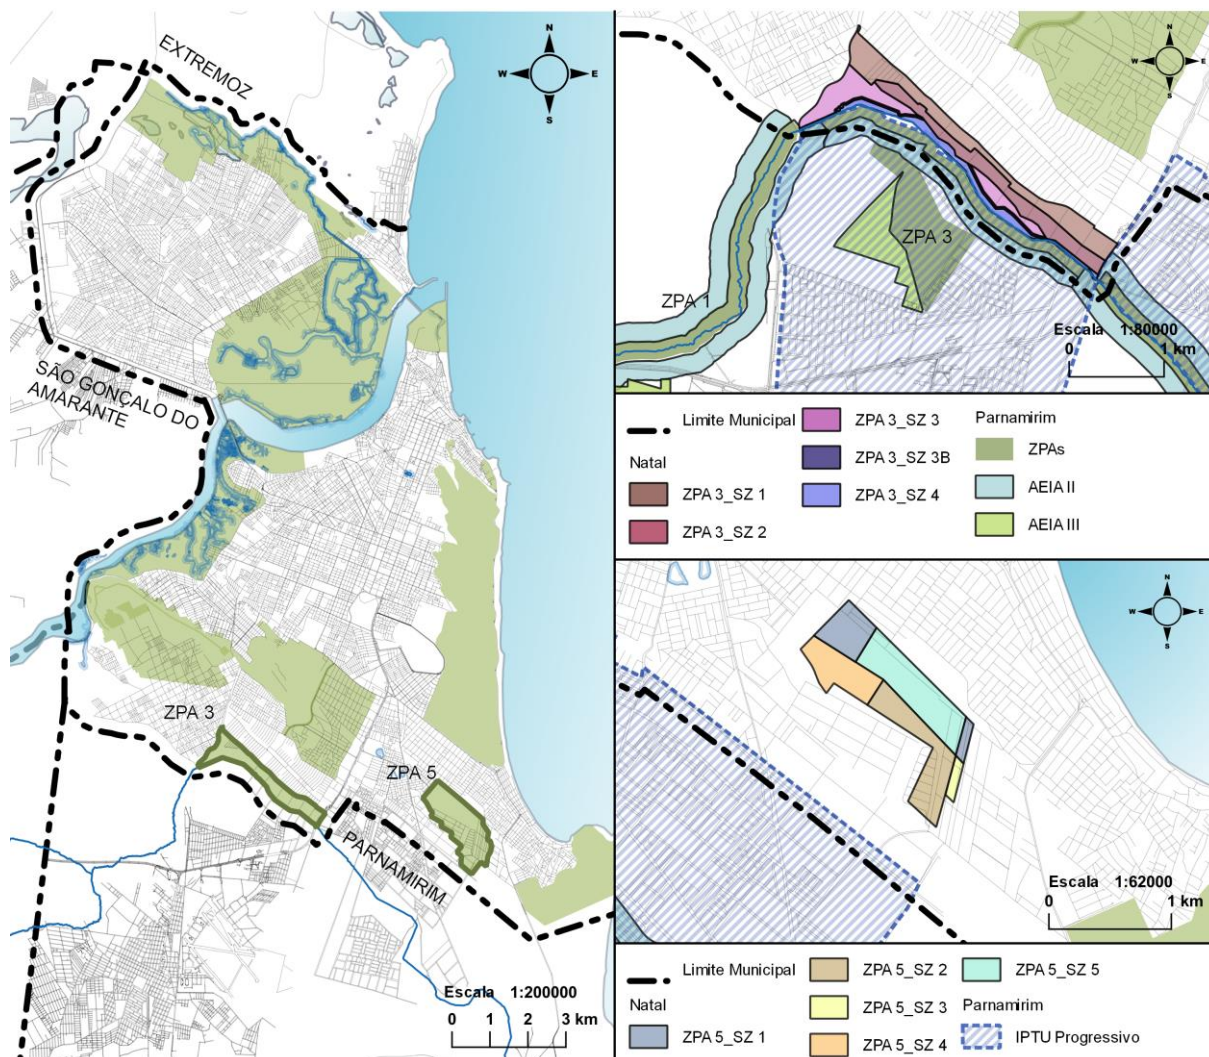 N
W E
S
EXTREMOZ
SÃO GONÇALO DO
AMARANTE
ZPA 3
ZPA 5
PARNAMIRIM
Escala 1:200000
0 1 2 3 km
N
W E
S
ZPA 3
ZPA 1
Escala 1:80000
0 1 km
Limite Municipal
Natal
ZPA 3_SZ 1
ZPA 3_SZ 2
ZPA 3_SZ 3
ZPA 3_SZ 3B
ZPA 3_SZ 4
Parnamirim
ZPAs
AEIA II
AEIA III
N
W E
S
Escala 1:62000
0 1 km
Limite Municipal
Natal
ZPA 5_SZ 1
ZPA 5_SZ 2
ZPA 5_SZ 3
ZPA 5_SZ 4
ZPA 5_SZ 5
Parnamirim
IPTU Progressivo